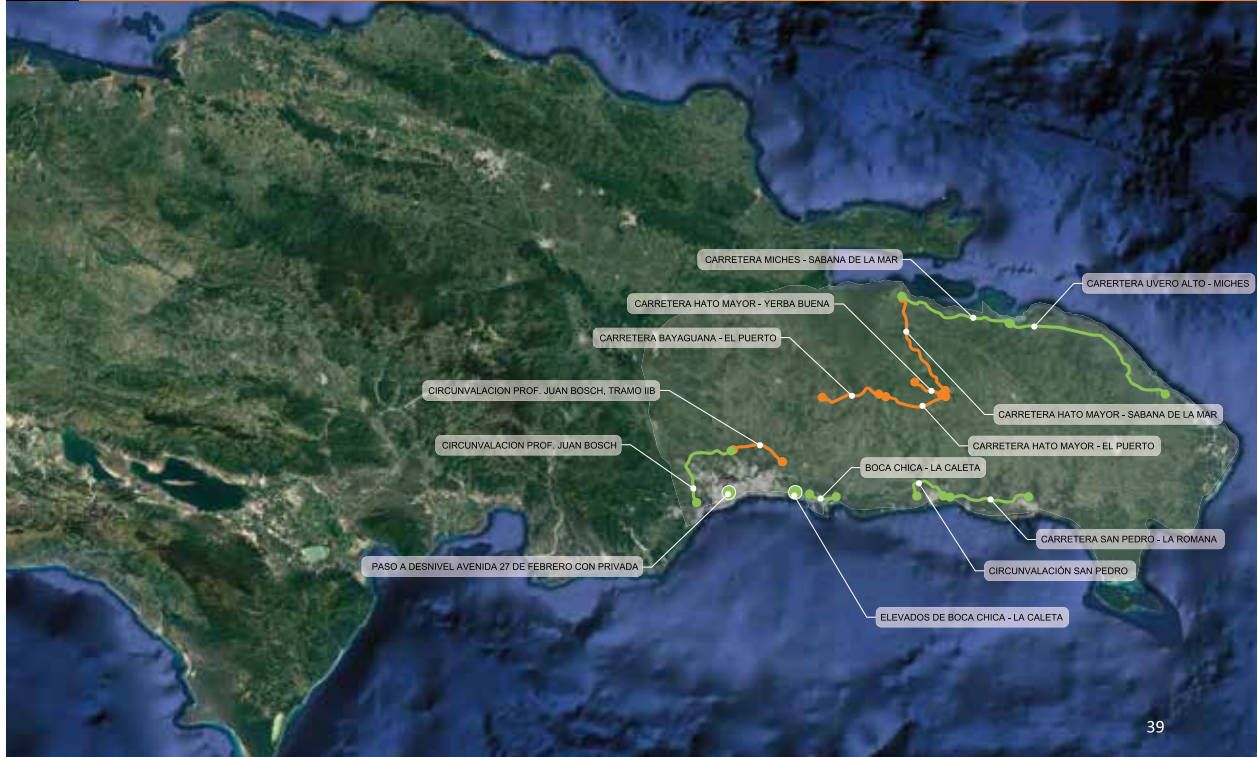 CARRETERA MICHES - SABANA DE LA MAR
CARERTERA UVERO ALTO - MICHES
CARRETERA HATO MAYOR - YERBA BUENA
CARRETERA BAYAGUANA - EL PUERTO
CIRCUNVALACION PROF. JUAN BOSCH, TRAMO IIB
CARRETERA HATO MAYOR - SABANA DE LA MAR
CIRCUNVALACION PROF. JUAN BOSCH
CARRETERA HATO MAYOR - EL PUERTO
BOCA CHICA - LA CALETA
CARRETERA SAN PEDRO - LA ROMANA
PASO A DESNIVEL AVENIDA 27 DE FEBRERO CON PRIVADA
CIRCUNVALACIÓN SAN PEDRO
ELEVADOS DE BOCA CHICA - LA CALETA
39